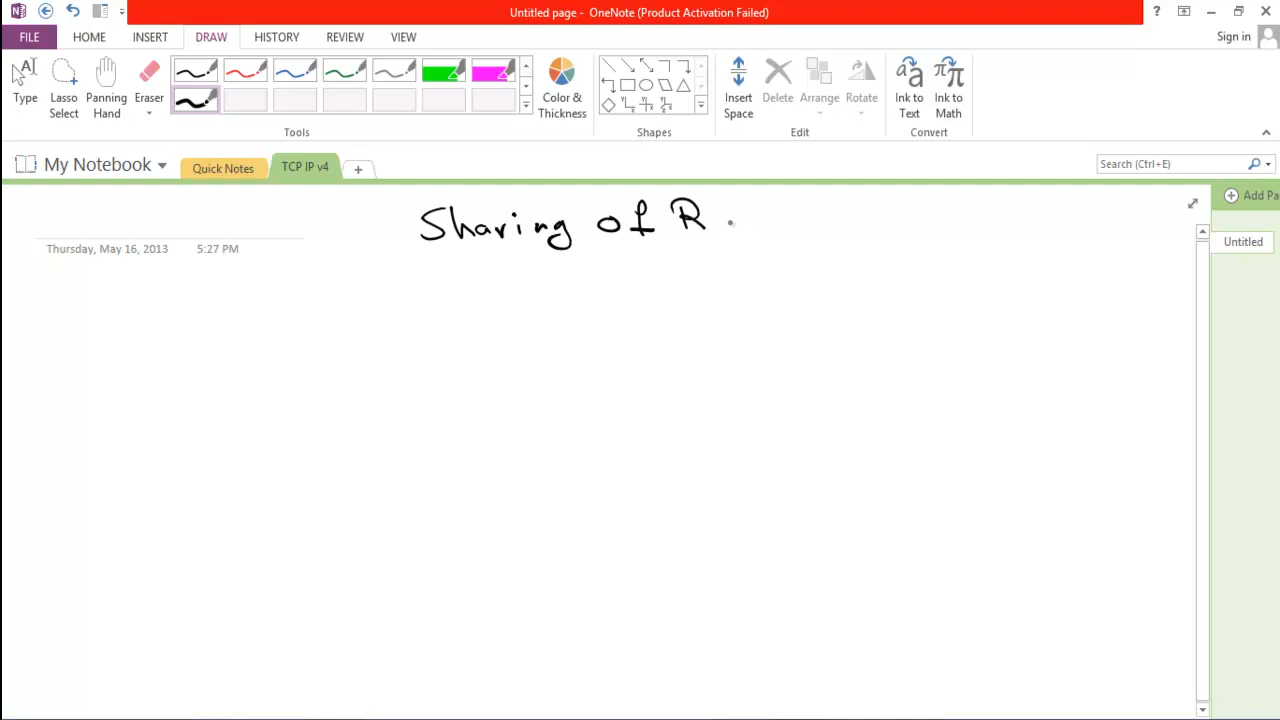 Untitled page - OneNote (Product Activation Failed)
?
FILE HOME INSERT DRAW HISTORY REVIEW VIEW
Sign in
Type
Lasso Select
Panning Hand
Eraser
Color & Thickness
Insert Space
Delete
Arrange
Rotate
Ink to Text
Ink to Math
Tools
Shapes
Edit
Convert
My Notebook
Quick Notes
TCP IP v4
Search (Ctrl+E)
Add Pa
Untitled
Sharing of R
Thursday, May 16, 2013 5:27 PM